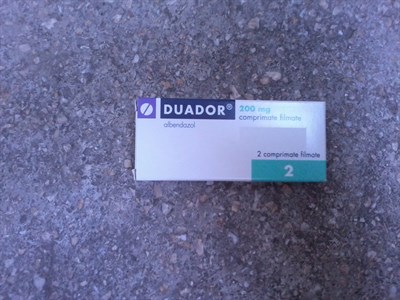 DUADOR®
albendazol
200 mg
comprimate filmate
2 comprimate filmate
2